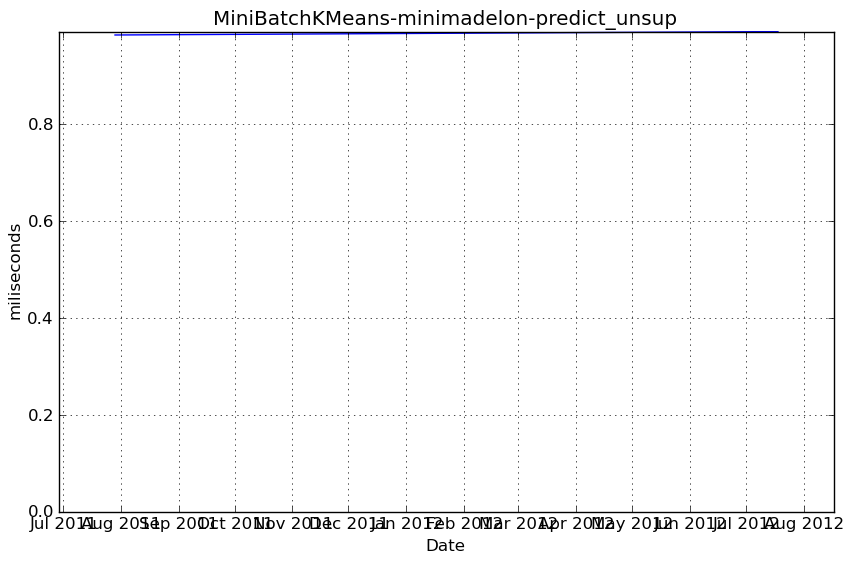 MiniBatchKMeans-minimadelon-predict_unsup
0.8
0.6
0.4
0.2
0.0
miliseconds
Jul 2011 Aug 2011 Sep 2011 Oct 2011 Nov 2011 Dec 2011 Jan 2012 Feb 2012 Mar 2012 Apr 2012 May 2012 Jun 2012 Jul 2012 Aug 2012
Date